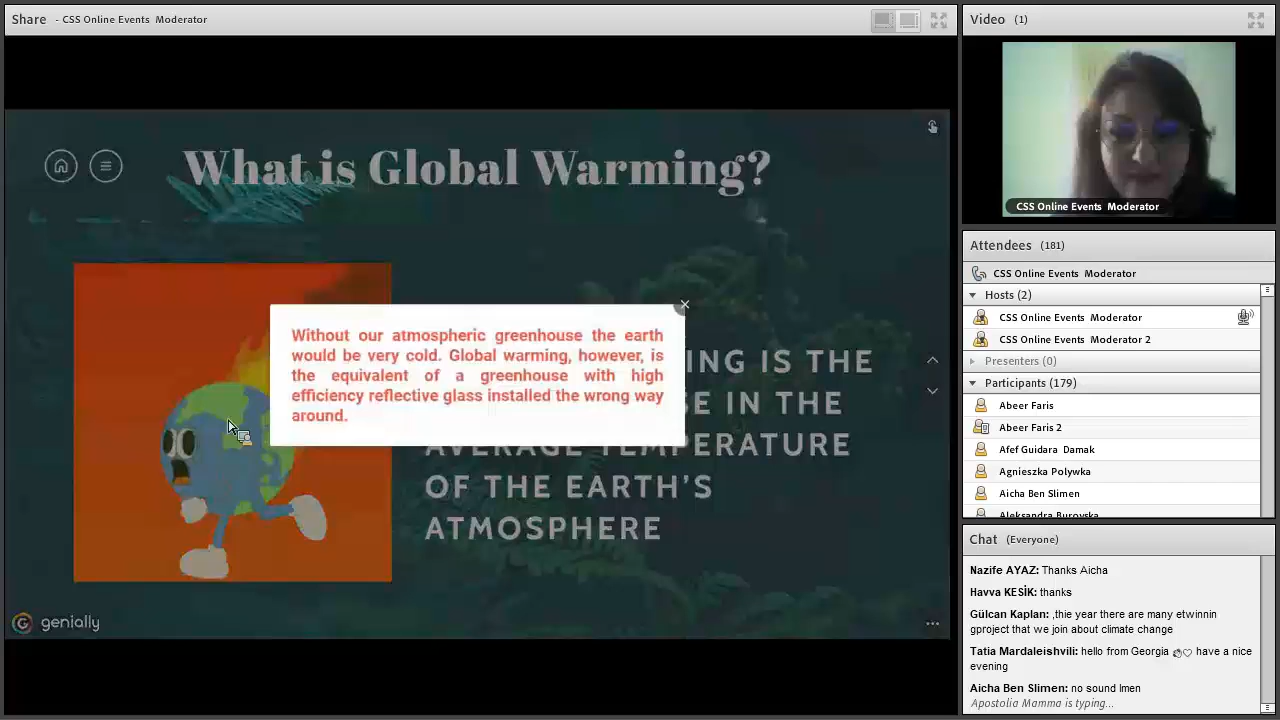 Share - CSS Online Events Moderator
What is Global Warming?
Without our atmospheric greenhouse the earth
would be very cold. Global warming, however, is
the equivalent of a greenhouse with high
efficiency reflective glass installed the wrong way
around.
ING IS THE
SE IN THE
AVERAGE TEMPERATURE
OF THE EARTH'S
ATMOSPHERE
genially
Video (1)
CSS Online Events Moderator
Attendees (181)
CSS Online Events Moderator
Hosts (2)
CSS Online Events Moderator
CSS Online Events Moderator 2
Presenters (0)
Participants (179)
Abeer Faris
Abeer Faris 2
Afef Guidara Damak
Agnieszka Polywka
Aicha Ben Slimen
Aleksandra Burovska
Chat (Everyone)
Nazife AYAZ: Thanks Aicha
Havva KESİK: thanks
Gülcan Kaplan: ,thie year there are many etwinnin
gproject that we join about climate change
Tatia Mardaleishvili: hello from Georgia have a nice
evening
Aicha Ben Slimen: no sound Imen
Apostolia Mamma is typing...